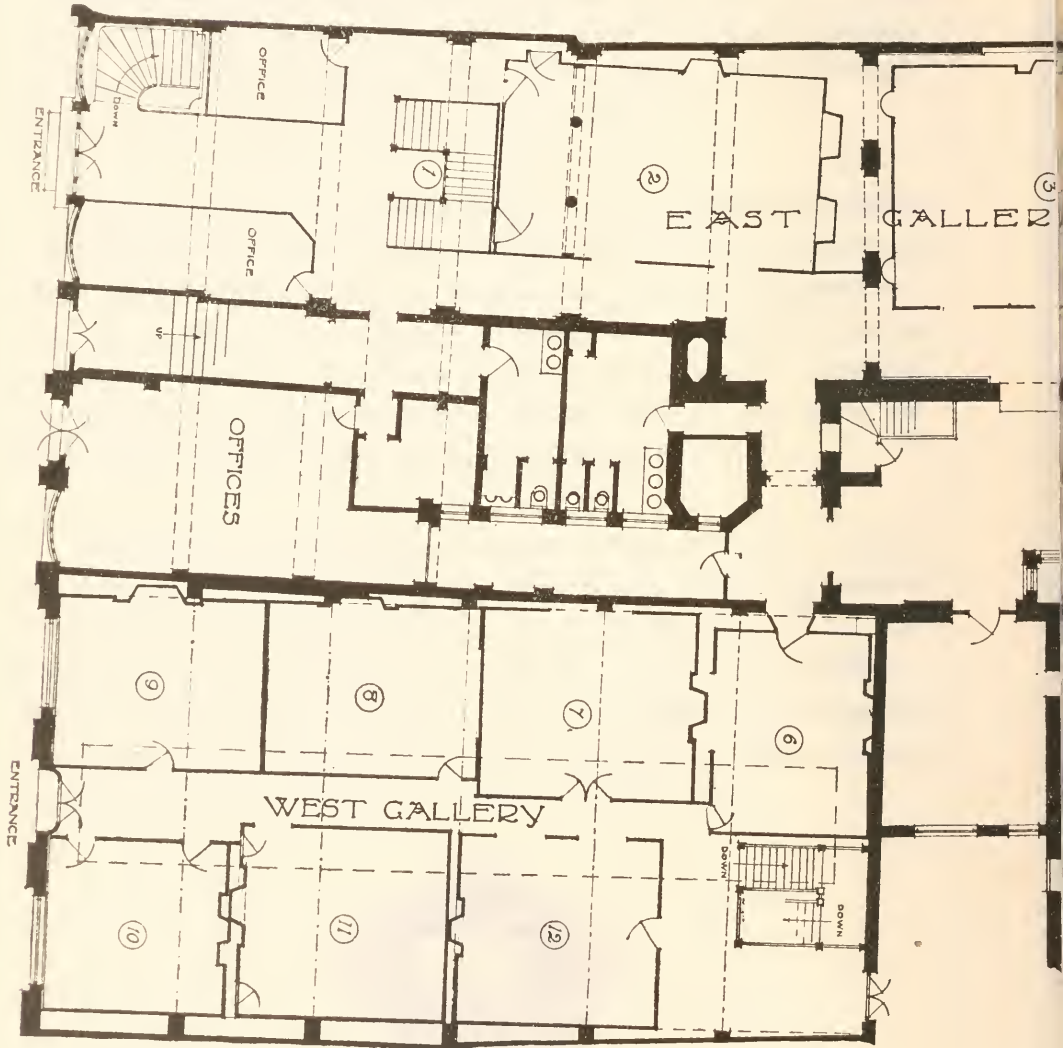 OFFICE
DOWN
ENTRANCE
OFFICE
1
2
3
EAST GALLER
UP
OFFICES
9
8
7
6
WEST GALLERY
ENTRANCE
DOWN
DOWN
10
11
12